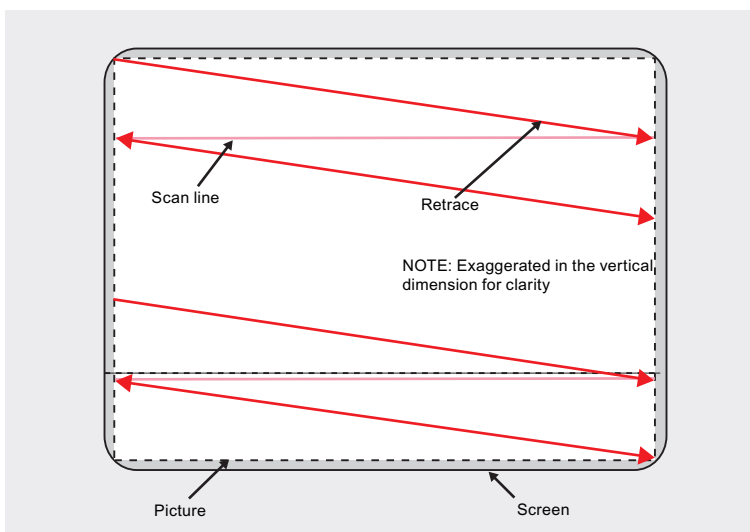 Scan line
Retrace
NOTE: Exaggerated in the vertical
dimension for clarity
Picture
Screen